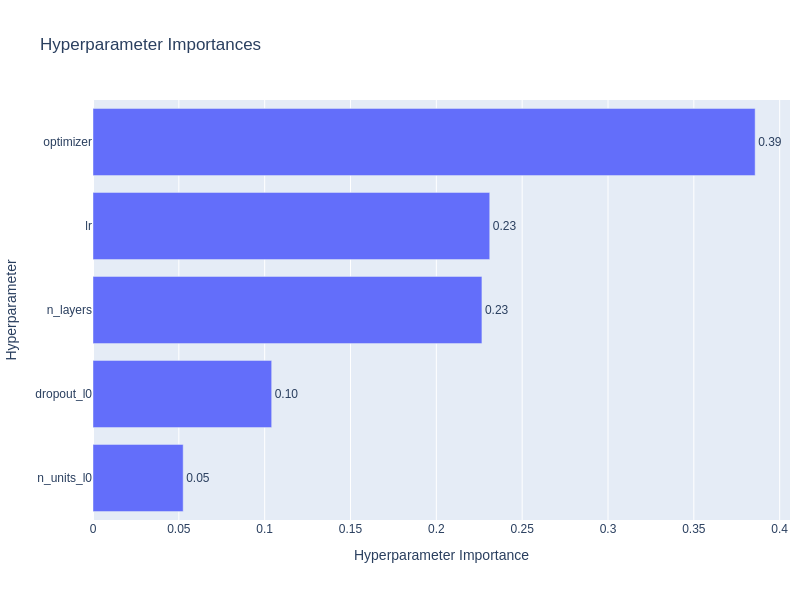 Hyperparameter Importances
optimizer
0.39
lr
0.23
n_layers
0.23
dropout_l0
0.10
n_units_l0
0.05
0
0.05
0.1
0.15
0.2
0.25
0.3
0.35
0.4
Hyperparameter Importance
Hyperparameter